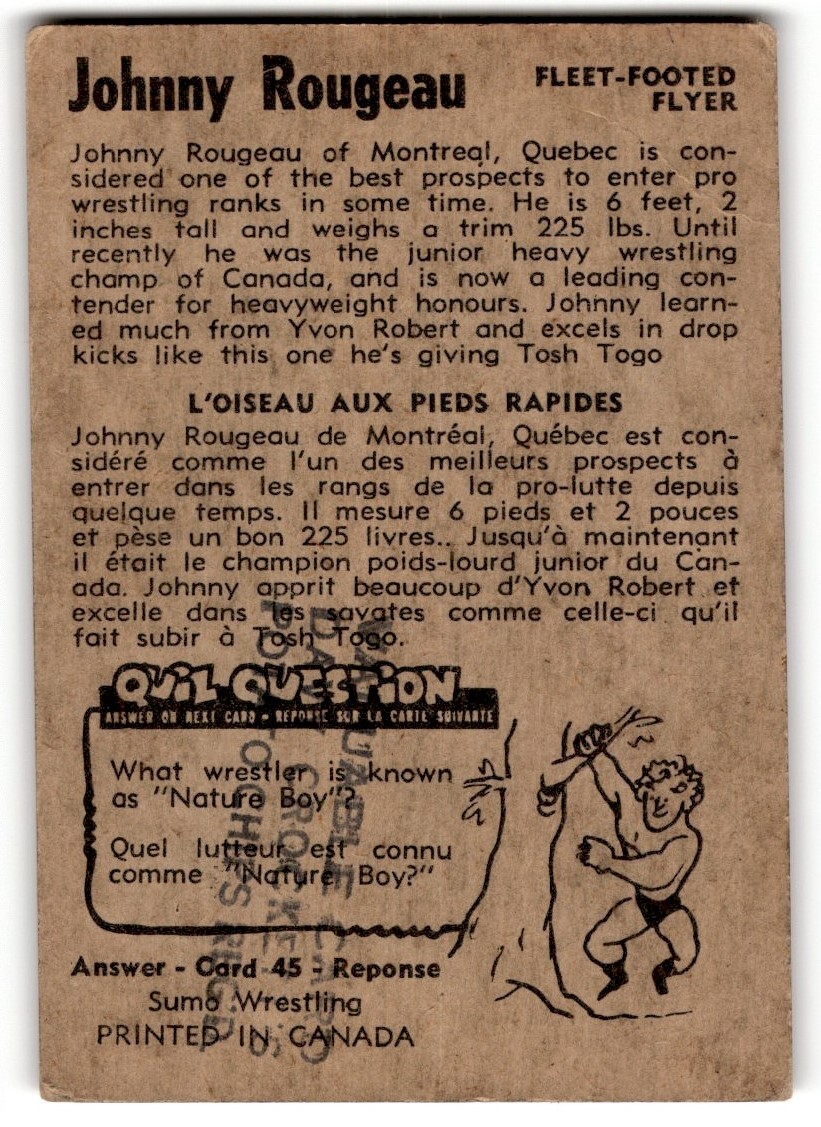 Johnny Rougeau
FLEET-FOOTED
FLYER
Johnny Rougeau of Montreal, Quebec is con-
sidered one of the best prospects to enter pro
wrestling ranks in some time. He is 6 feet, 2
inches tall and weighs a trim 225 lbs. Until
recently he was the junior heavy wrestling
champ of Canada, and is now a leading con-
tender for heavyweight honours. Johnny learn-
ed much from Yvon Robert and excels in drop
kicks like this one he's giving Tosh Togo
L'OISEAU AUX PIEDS RAPIDES
Johnny Rougeau de Montréal, Québec est con-
sidéré comme l'un des meilleurs prospects à
entrer dans les rangs de la pro-lutte depuis
quelque temps. Il mesure 6 pieds et 2 pouces
et pèse un bon 225 livres.. Jusqu'à maintenant
il était le champion poids-lourd junior du Can-
ada. Johnny apprit beaucoup d'Yvon Robert et
excelle dans les savates comme celle-ci qu'il
fait subir à Tosh Togo.
QUIZ QUESTION
ANSWER ON NEXT CARD - REPONSE SUR LA CARTE SUIVANTE
What wrestler is known
as "Nature Boy"?
Quel lutteur est connu
comme "Nature Boy?"
Answer - Card 45 - Reponse
Sumo Wrestling
PRINTED IN CANADA